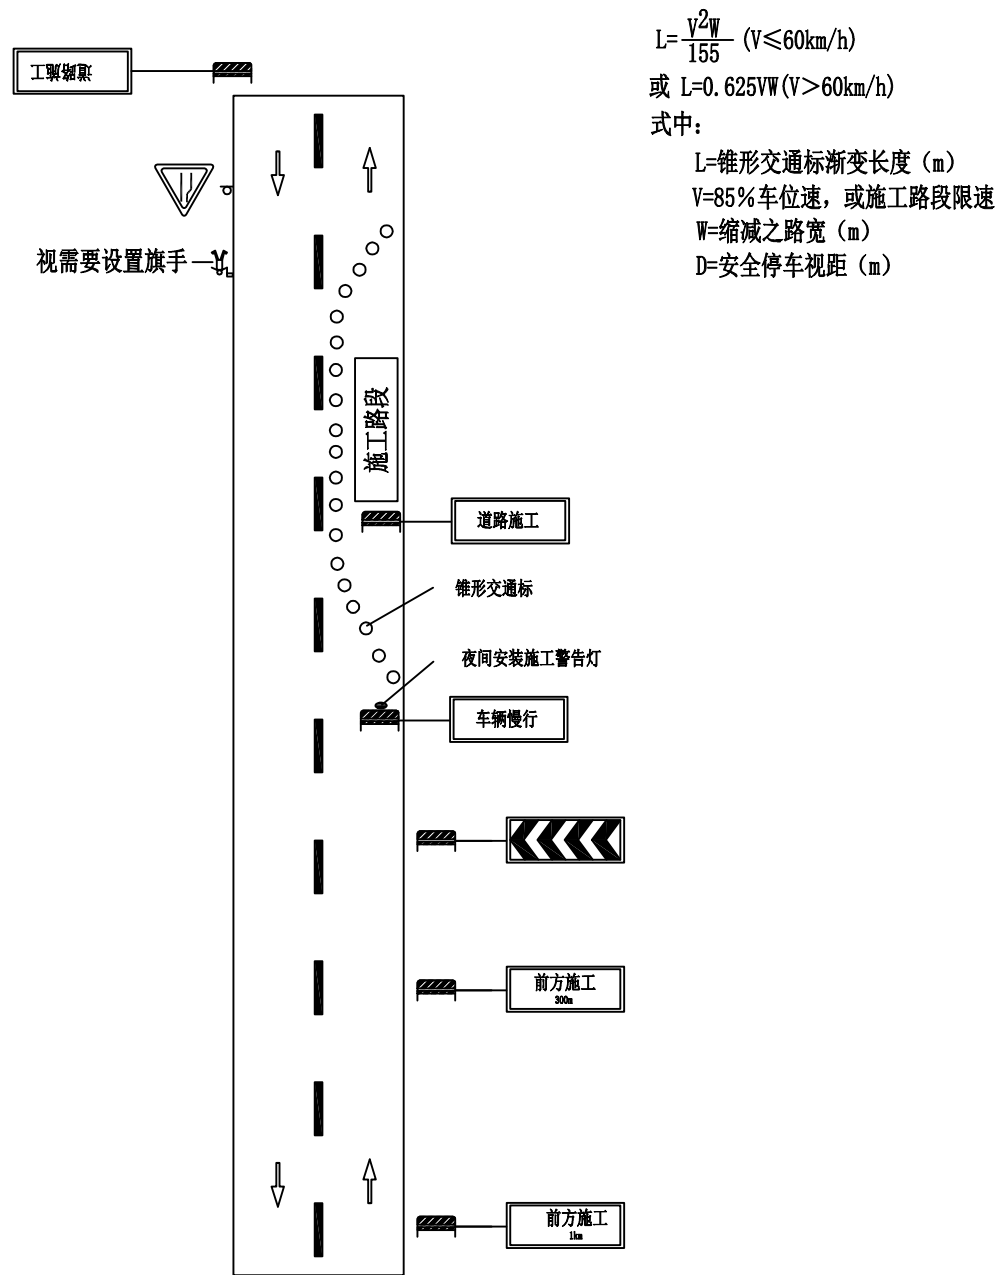 L=V²W/155 (V≤60km/h)
或 L=0.625VW(V>60km/h)
式中:
L=锥形交通标渐变长度（m）
V=85%车位速，或施工路段限速
W=缩减之路宽（m）
D=安全停车视距（m）
道路施工
视需要设置旗手
施工路段
道路施工
锥形交通标
夜间安装施工警告灯
车辆慢行
前方施工
300m
前方施工
1km